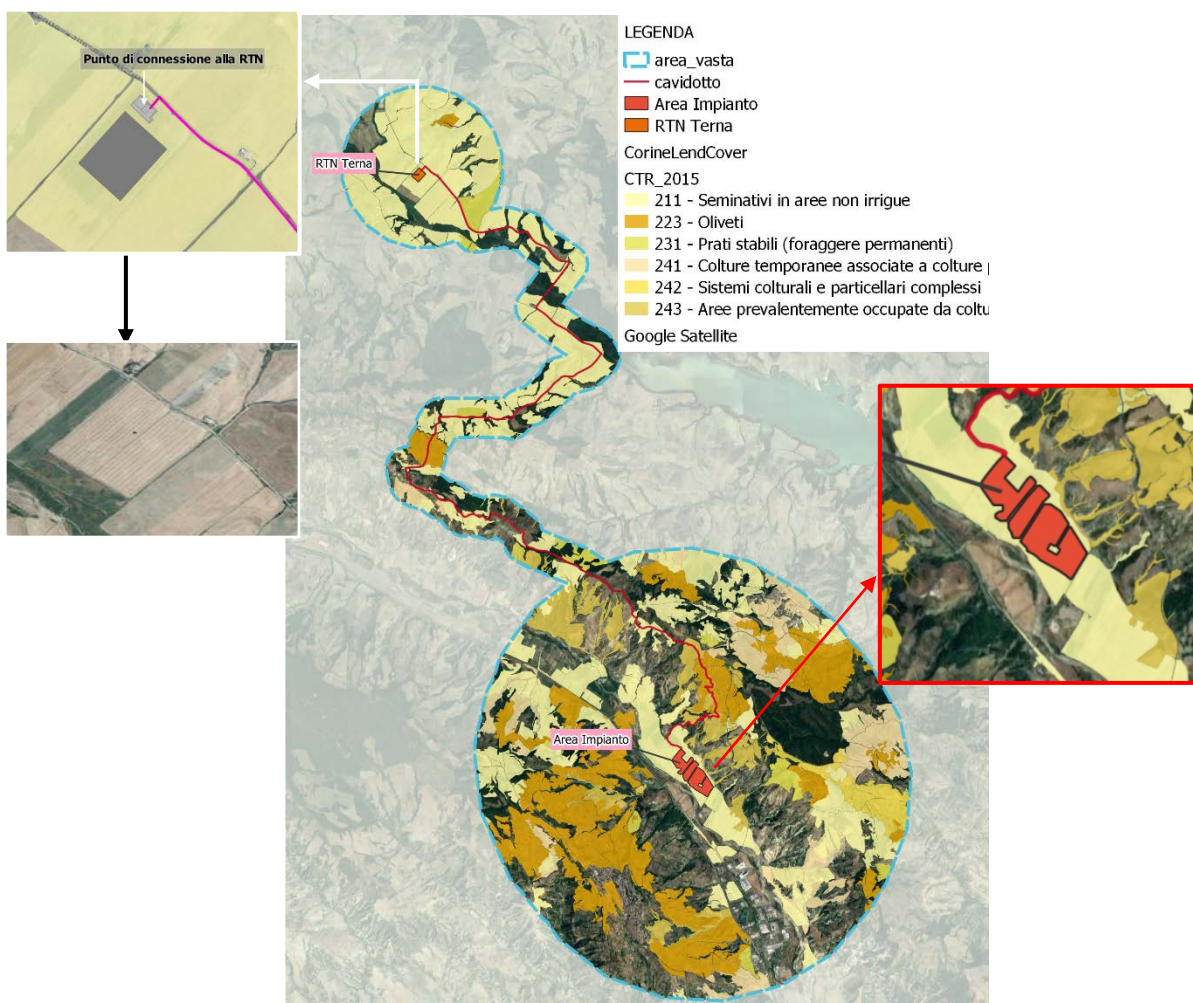 Punto di connessione alla RTN
LEGENDA
area_vasta
cavidotto
Area Impianto
RTN Terna
CorineLendCover
CTR_2015
211 - Seminativi in aree non irrigue
223 - Oliveti
231 - Prati stabili (foraggere permanenti)
241 - Colture temporanee associate a colture
242 - Sistemi colturali e particellari complessi
243 - Aree prevalentemente occupate da coltu
Google Satellite
RTN Terna
Area Impianto